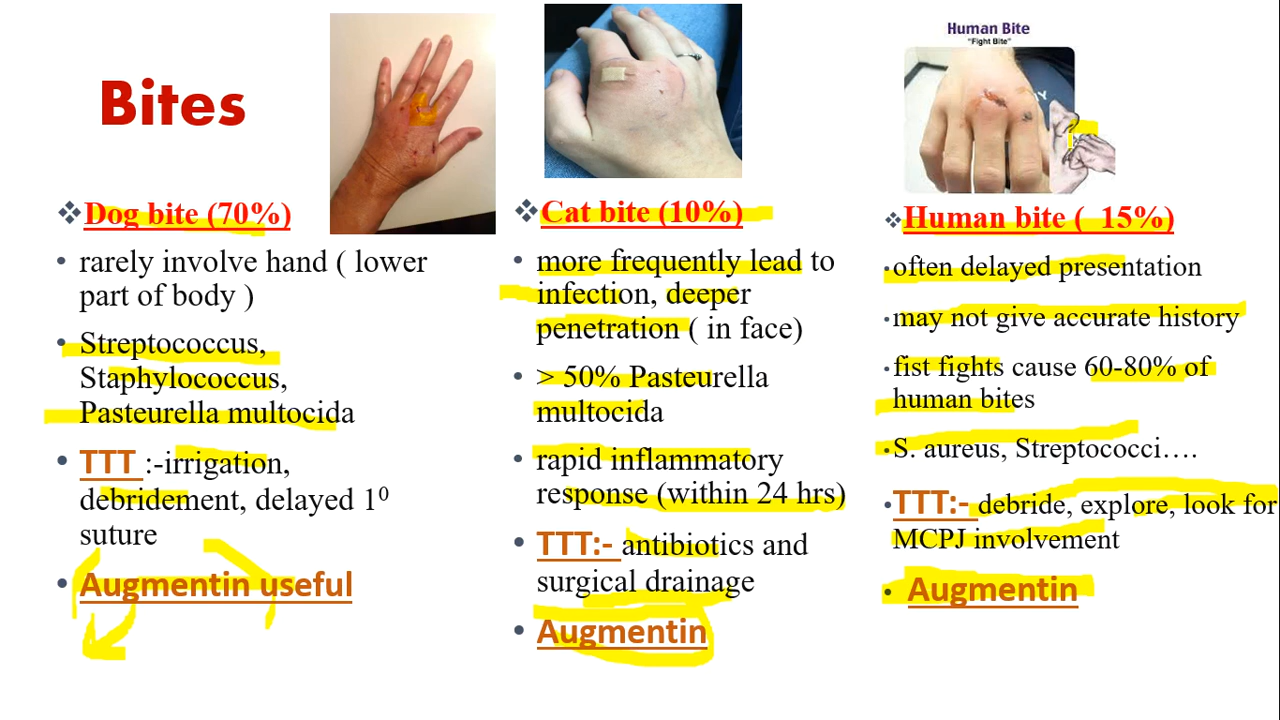 Bites
Human Bite
"Fight Bite"
❖Dog bite (70%)
• rarely involve hand ( lower
part of body )
• Streptococcus,
Staphylococcus,
Pasteurella multocida
• TTT :-irrigation,
debridement, delayed 1⁰
suture
• Augmentin useful
❖Cat bite (10%)
• more frequently lead to
infection, deeper
penetration ( in face)
• > 50% Pasteurella
multocida
• rapid inflammatory
response (within 24 hrs)
• TTT:- antibiotics and
surgical drainage
• Augmentin
❖Human bite ( 15%)
•often delayed presentation
•may not give accurate history
•fist fights cause 60-80% of
human bites
•S. aureus, Streptococci….
•TTT:- debride, explore, look for
MCPJ involvement
• Augmentin